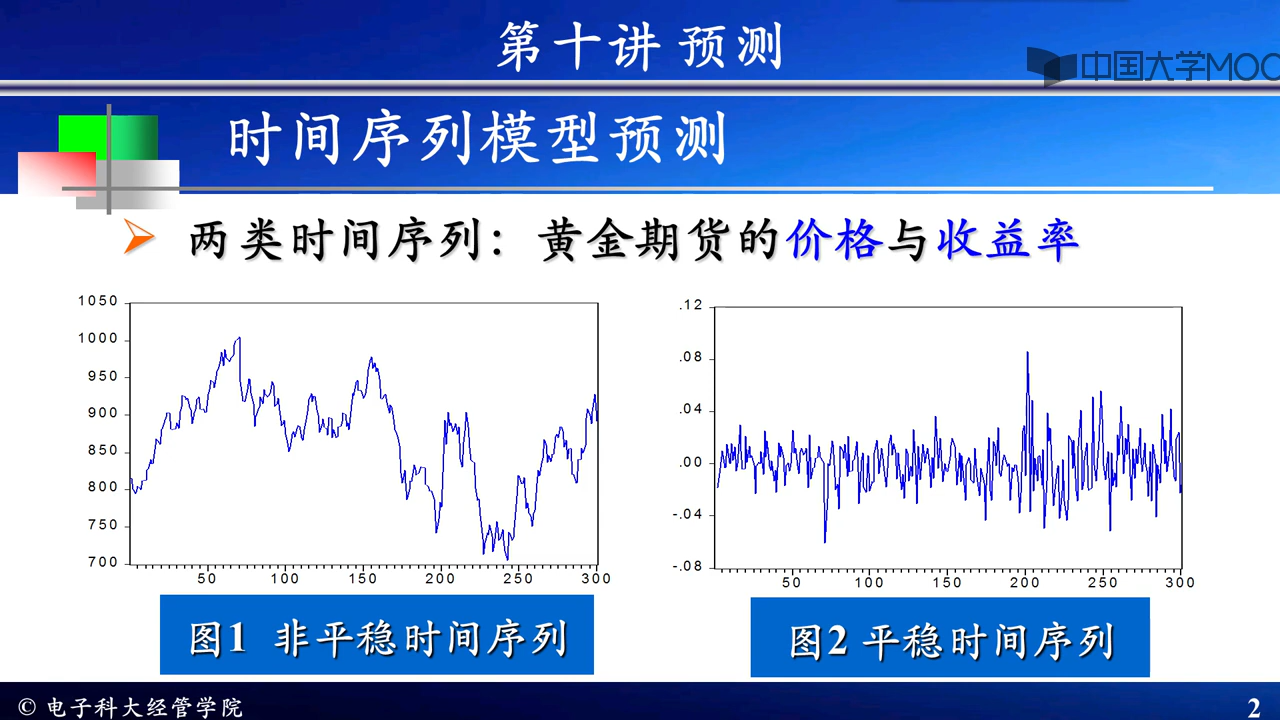 第十讲 预测
中国大学MOO
时间序列模型预测
两类时间序列：黄金期货的价格与收益率
1050
1000
950
900
850
800
750
700
50 100 150 200 250 300
.12
.08
.04
.00
-.04
-.08
50 100 150 200 250 300
图1 非平稳时间序列
图2 平稳时间序列
© 电子科大经管学院
2